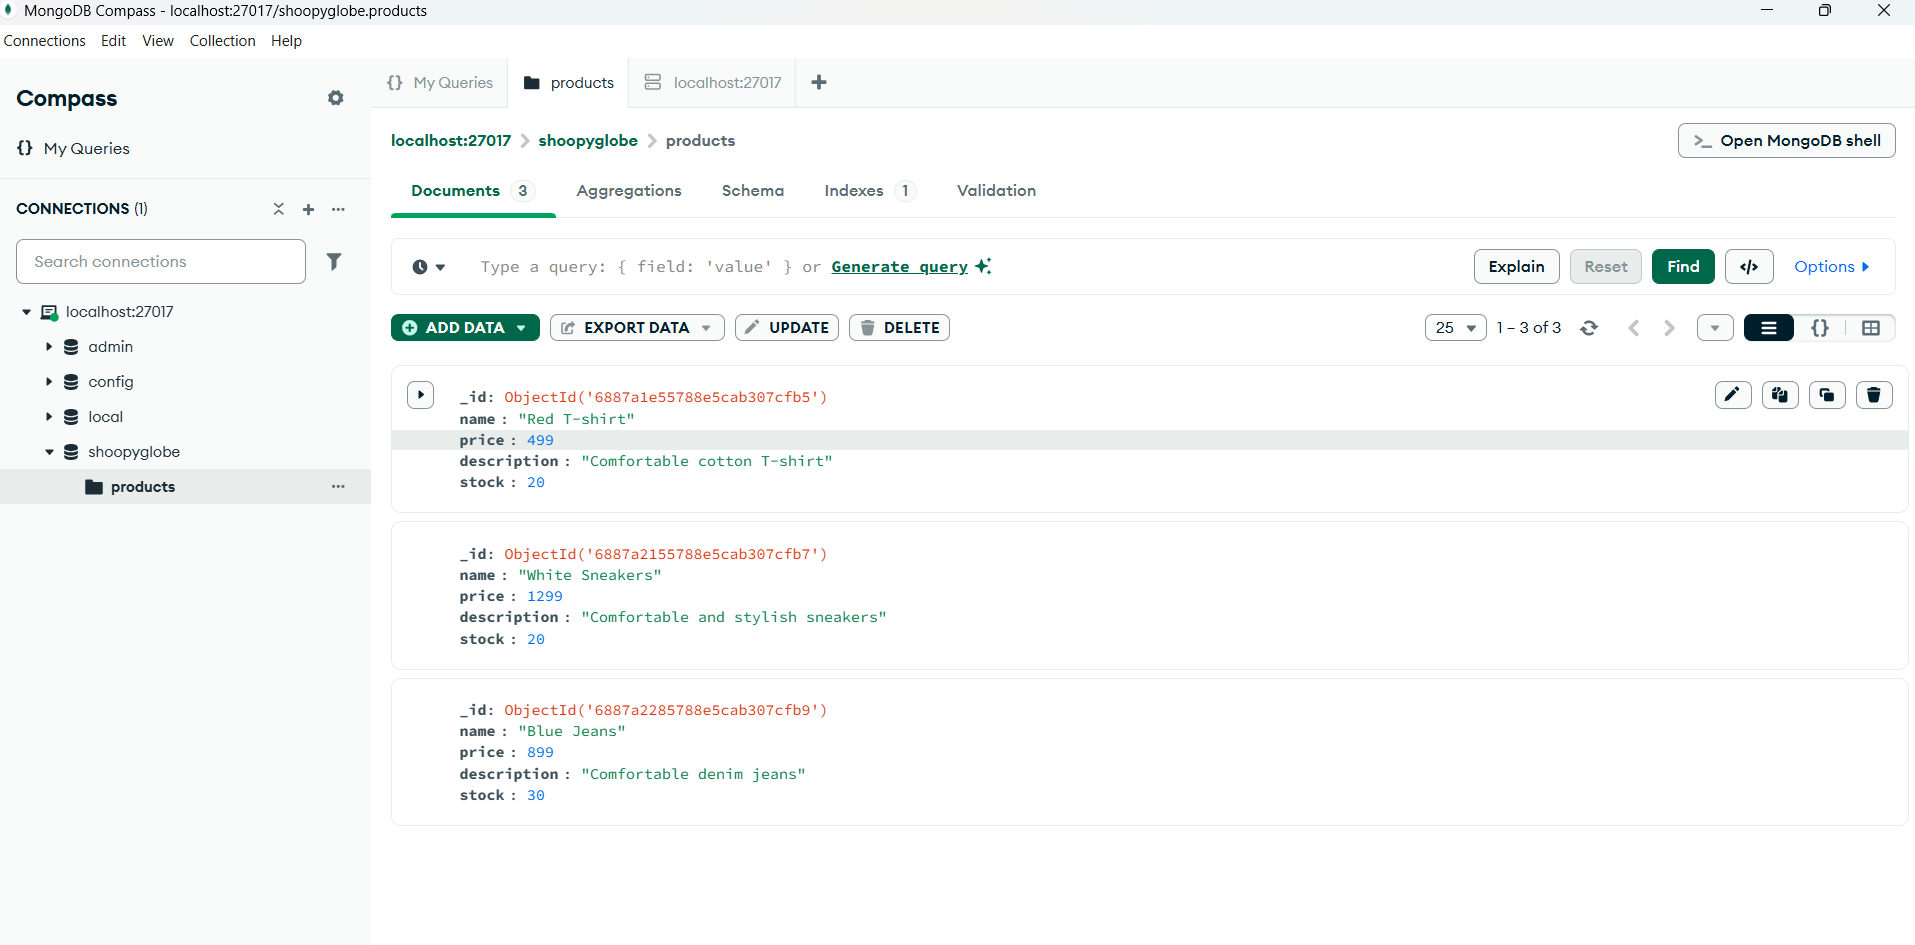 MongoDB Compass - localhost:27017/shoopyglobe.products
Connections Edit View Collection Help
Compass
{} My Queries
CONNECTIONS (1)
Search connections
localhost:27017
admin
config
local
shoopyglobe
products
{} My Queries products localhost:27017
localhost:27017 > shoopyglobe > products
>_ Open MongoDB shell
Documents 3 Aggregations Schema Indexes 1 Validation
Type a query: { field: 'value' } or Generate query
Explain Reset Find </> Options
ADD DATA EXPORT DATA UPDATE DELETE
25 1 – 3 of 3 {}
_id: ObjectId('6887a1e55788e5cab307cfb5')
name : "Red T-shirt"
price : 499
description : "Comfortable cotton T-shirt"
stock : 20
_id: ObjectId('6887a2155788e5cab307cfb7')
name : "White Sneakers"
price : 1299
description : "Comfortable and stylish sneakers"
stock : 20
_id: ObjectId('6887a2285788e5cab307cfb9')
name : "Blue Jeans"
price : 899
description : "Comfortable denim jeans"
stock : 30